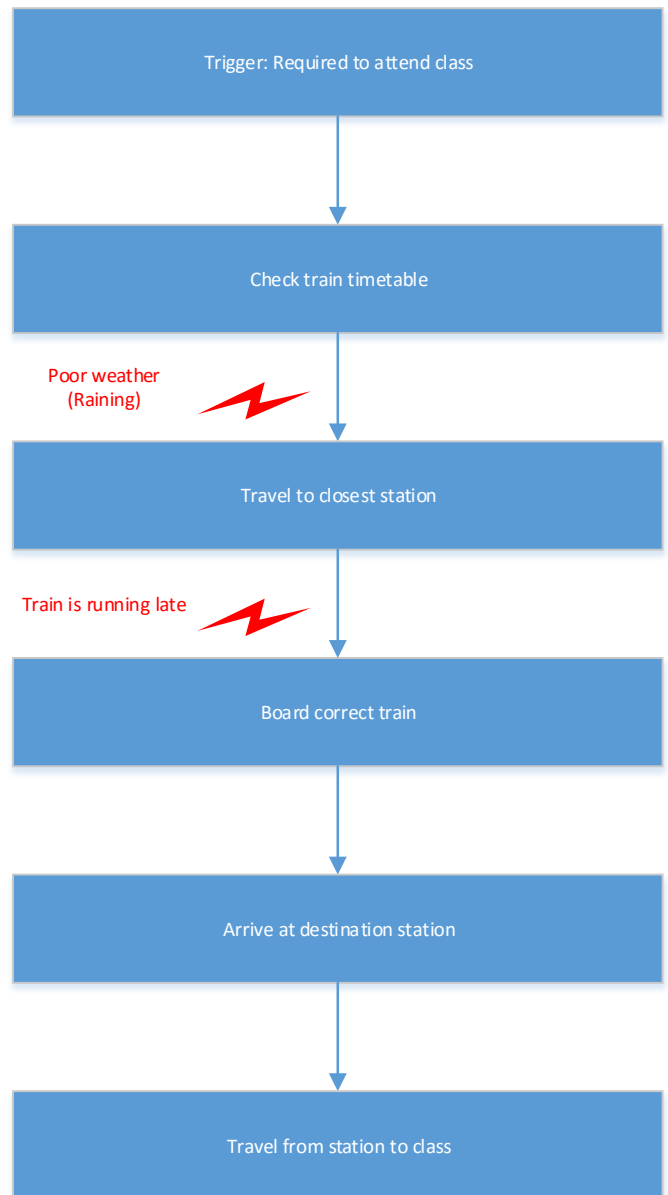 Trigger: Required to attend class
Check train timetable
Poor weather
(Raining)
Travel to closest station
Train is running late
Board correct train
Arrive at destination station
Travel from station to class